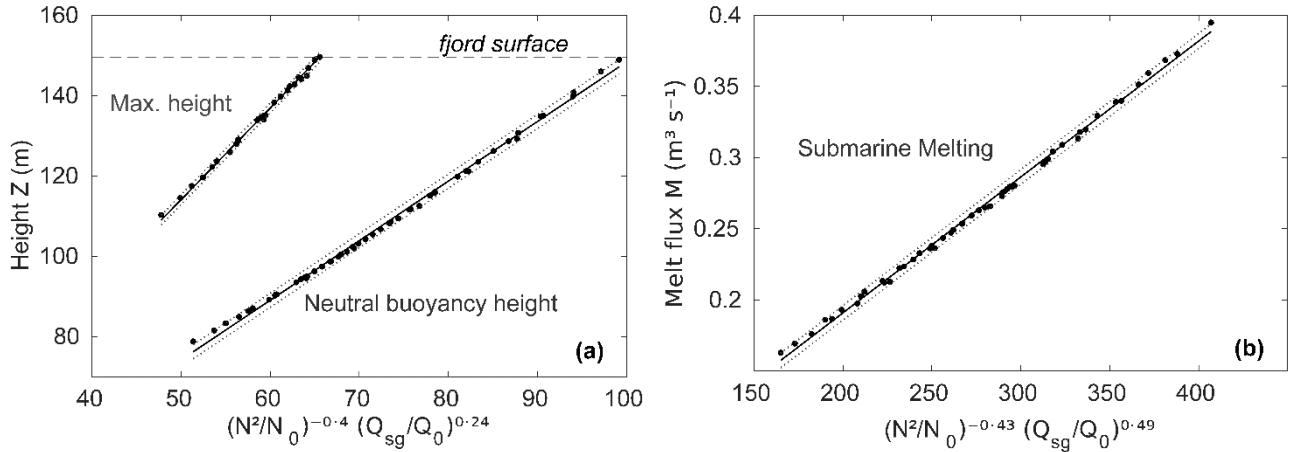 160
140
120
100
80
Height Z (m)
fjord surface
Max. height
Neutral buoyancy height
(a)
40 50 60 70 80 90 100
(N²/N₀)⁻⁰·⁴ (Q_sg/Q₀)⁰·²⁴
0.4
0.35
0.3
0.25
0.2
Melt flux M (m³ s⁻¹)
Submarine Melting
(b)
150 200 250 300 350 400
(N²/N₀)⁻⁰·⁴³ (Q_sg/Q₀)⁰·⁴⁹